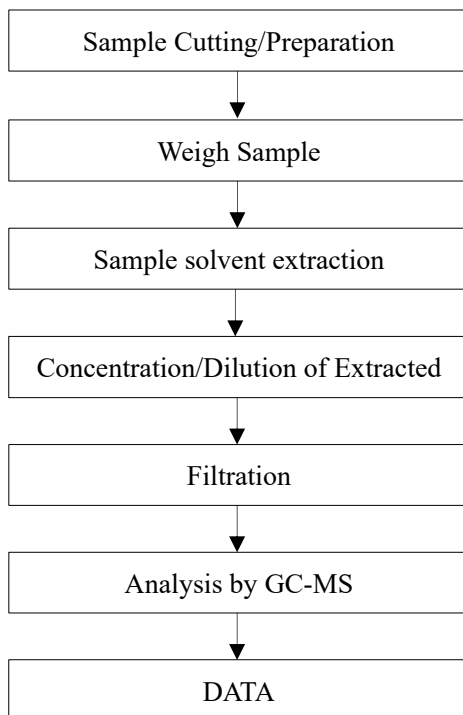 Sample Cutting/Preparation
Weigh Sample
Sample solvent extraction
Concentration/Dilution of Extracted
Filtration
Analysis by GC-MS
DATA